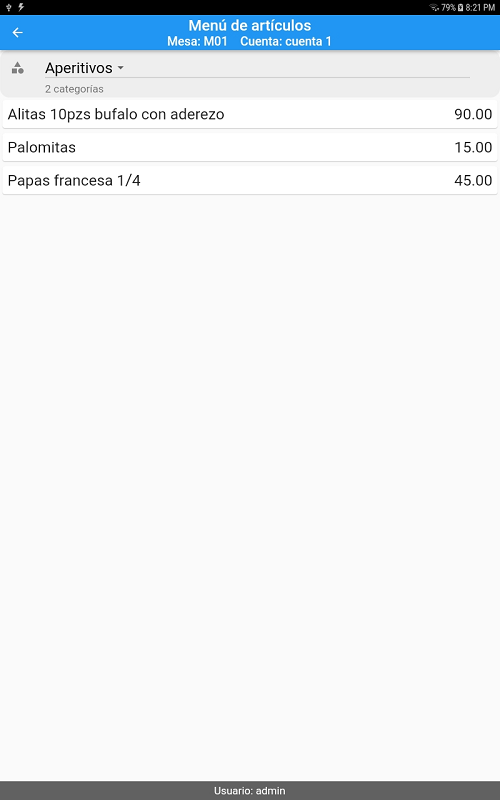 79% 8:21 PM
Menú de artículos
Mesa: M01 Cuenta: cuenta 1
Aperitivos
2 categorías
Alitas 10pzs bufalo con aderezo 90.00
Palomitas 15.00
Papas francesa 1/4 45.00
Usuario: admin